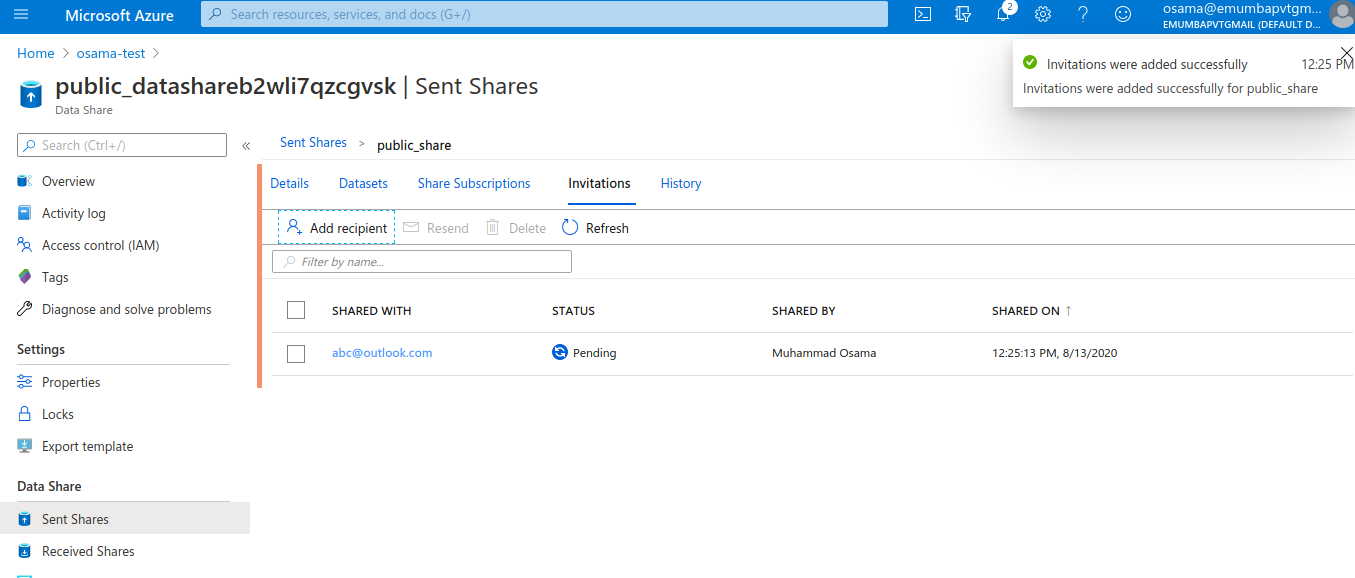 Microsoft Azure
Search resources, services, and docs (G+/)
2
osama@emumbapvtgm...
EMUMBAPVTGMAIL (DEFAULT D...
Home > osama-test >
Invitations were added successfully 12:25 PM
Invitations were added successfully for public_share
public_datashareb2wli7qzcgvsk | Sent Shares
Data Share
Search (Ctrl+/)
«
Overview
Activity log
Access control (IAM)
Tags
Diagnose and solve problems
Settings
Properties
Locks
Export template
Data Share
Sent Shares
Received Shares
Sent Shares > public_share
Details Datasets Share Subscriptions Invitations History
Add recipient Resend Delete Refresh
Filter by name...
SHARED WITH STATUS SHARED BY SHARED ON ↑
abc@outlook.com Pending Muhammad Osama 12:25:13 PM, 8/13/2020